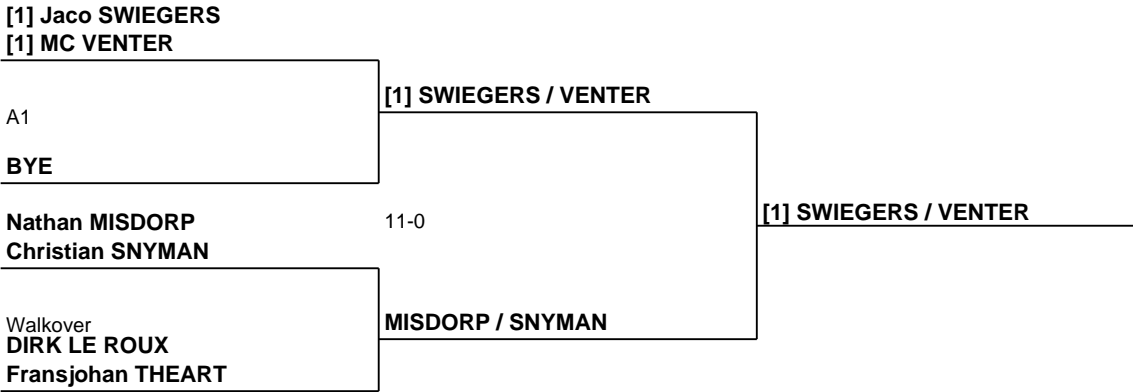 [1] Jaco SWIEGERS
[1] MC VENTER
[1] SWIEGERS / VENTER
A1
BYE
[1] SWIEGERS / VENTER
Nathan MISDORP
11-0
Christian SNYMAN
Walkover
MISDORP / SNYMAN
DIRK LE ROUX
Fransjohan THEART